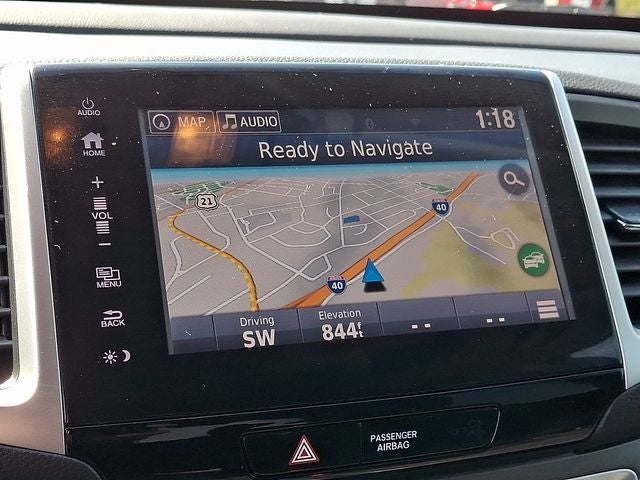 AUDIO
HOME
+
VOL
-
MENU
BACK
MAP
AUDIO
1:18
Ready to Navigate
21
40
40
Driving
SW
Elevation
844ft
--
--
PASSENGER
AIRBAG